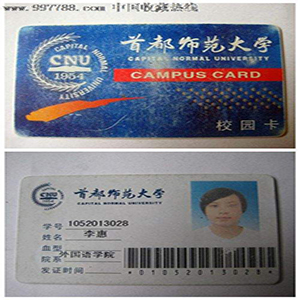 www.997788.com 中国收藏热线
CAPITAL NORMAL UNIVERSITY
CNU
1954
首都师范大学
CAPITAL NORMAL UNIVERSITY
CAMPUS CARD
校园卡
CNU
首都师范大学
CAPITAL NORMAL UNIVERSITY
学号 1052013028
姓名 李惠
血型
院系 外国语学院
发证时间
*01052013028*